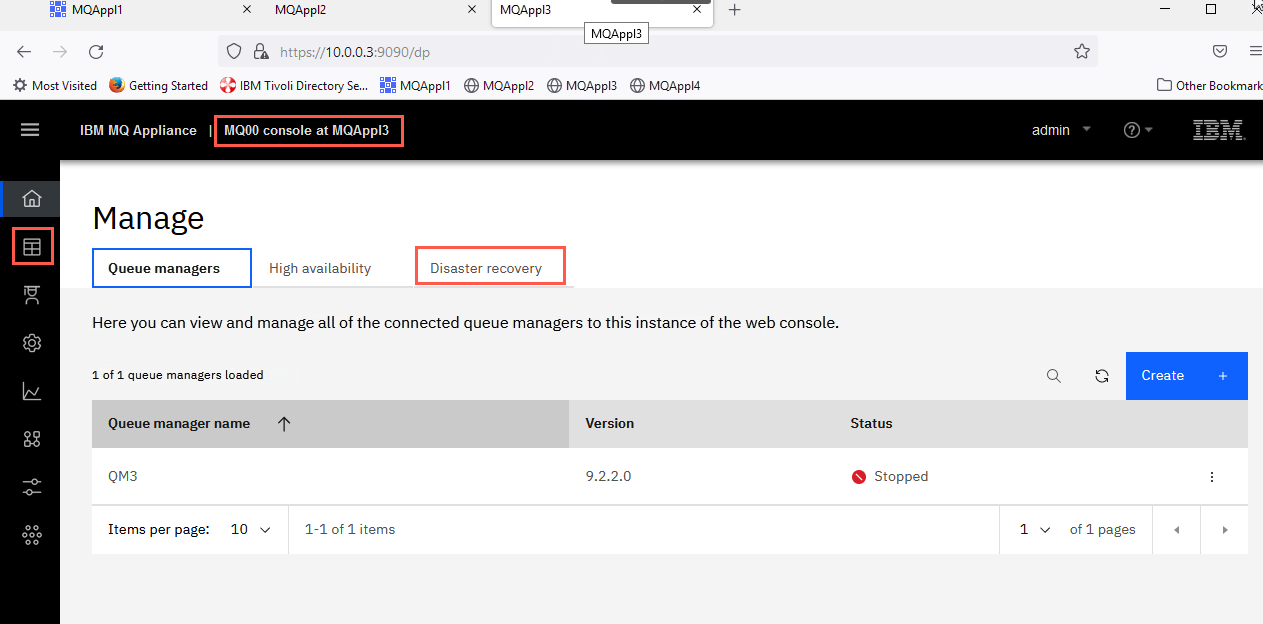 MQAppl1
MQAppl2
MQAppl3
MQAppl3
https://10.0.0.3:9090/dp
Most Visited
Getting Started
IBM Tivoli Directory Se...
MQAppl1
MQAppl2
MQAppl3
MQAppl4
Other Bookmark
IBM MQ Appliance | MQ00 console at MQAppl3
admin
IBM
Manage
Queue managers
High availability
Disaster recovery
Here you can view and manage all of the connected queue managers to this instance of the web console.
1 of 1 queue managers loaded
Create +
Queue manager name
Version
Status
QM3
9.2.2.0
Stopped
Items per page: 10
1-1 of 1 items
1
of 1 pages